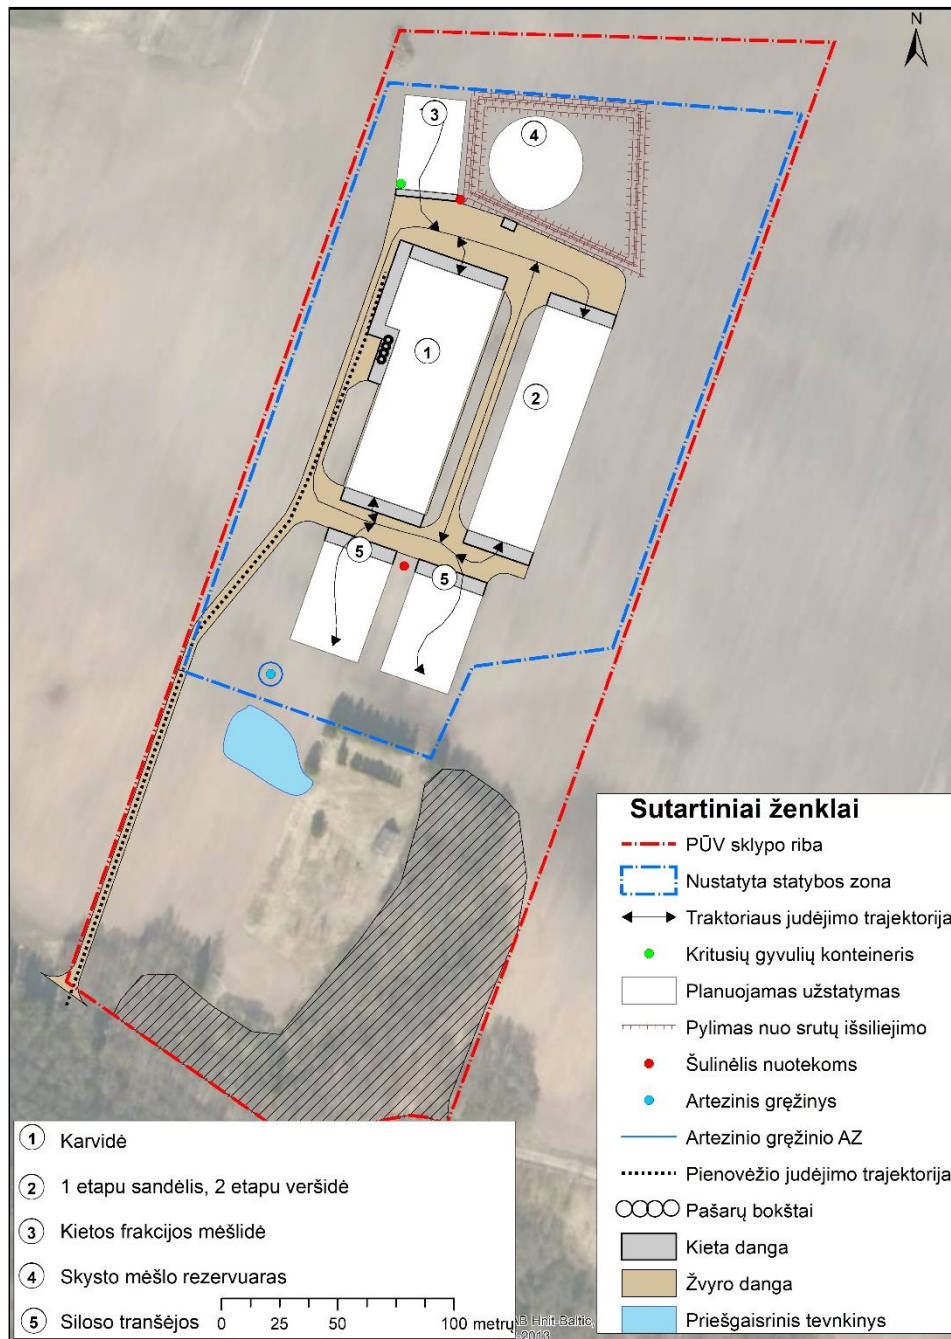 N
3
4
1
2
5
5
Sutartiniai ženklai
PŪV sklypo riba
Nustatyta statybos zona
Traktoriaus judėjimo trajektorija
Kritusių gyvulių konteineris
Planuojamas užstatymas
Pylimas nuo srutų išsiliejimo
Šulinėlis nuotekoms
Artezinis gręžinys
Artezinio gręžinio AZ
Pienovėžio judėjimo trajektorija
Pašarų bokštai
Kieta danga
Žvyro danga
Priešgaisrinis tevnkinys
1 Karvidė
2 1 etapu sandėlis, 2 etapu veršidė
3 Kietos frakcijos mėšlidė
4 Skysto mėšlo rezervuaras
5 Siloso tranšėjos
0 25 50 100 metrų
Hnit-Baltic,
2013